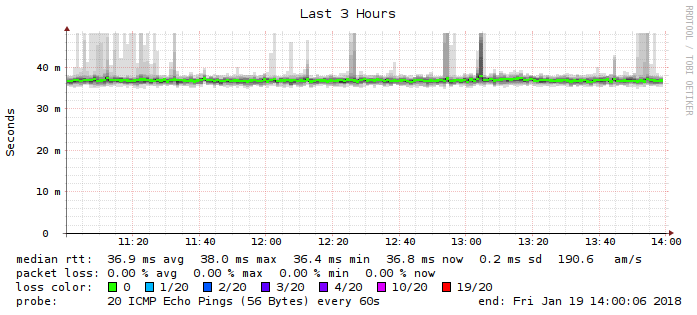 Last 3 Hours
RRDTOOL / TOBI OETIKER
Seconds
40 m
30 m
20 m
10 m
0
11:20 11:40 12:00 12:20 12:40 13:00 13:20 13:40 14:00
median rtt: 36.9 ms avg 38.0 ms max 36.4 ms min 36.8 ms now 0.2 ms sd 190.6 am/s
packet loss: 0.00 % avg 0.00 % max 0.00 % min 0.00 % now
loss color: 0 1/20 2/20 3/20 4/20 10/20 19/20
probe: 20 ICMP Echo Pings (56 Bytes) every 60s end: Fri Jan 19 14:00:06 2018